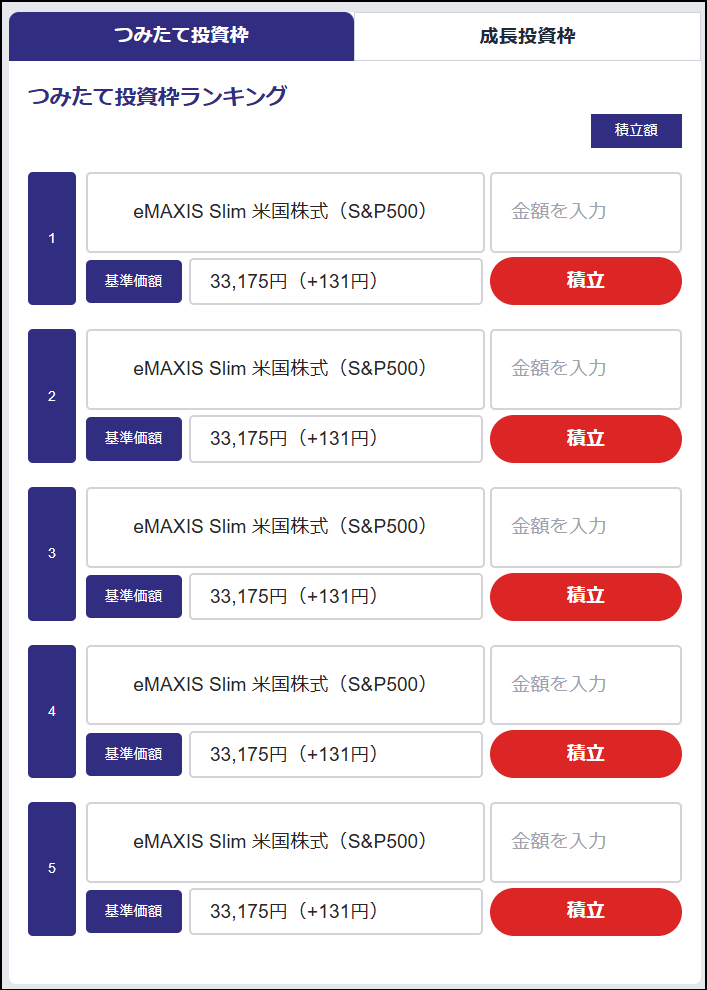 つみたて投資枠
成長投資枠
つみたて投資枠ランキング
積立額
1
eMAXIS Slim 米国株式（S&P500）
金額を入力
基準価額
33,175円（+131円）
積立
2
eMAXIS Slim 米国株式（S&P500）
金額を入力
基準価額
33,175円（+131円）
積立
3
eMAXIS Slim 米国株式（S&P500）
金額を入力
基準価額
33,175円（+131円）
積立
4
eMAXIS Slim 米国株式（S&P500）
金額を入力
基準価額
33,175円（+131円）
積立
5
eMAXIS Slim 米国株式（S&P500）
金額を入力
基準価額
33,175円（+131円）
積立